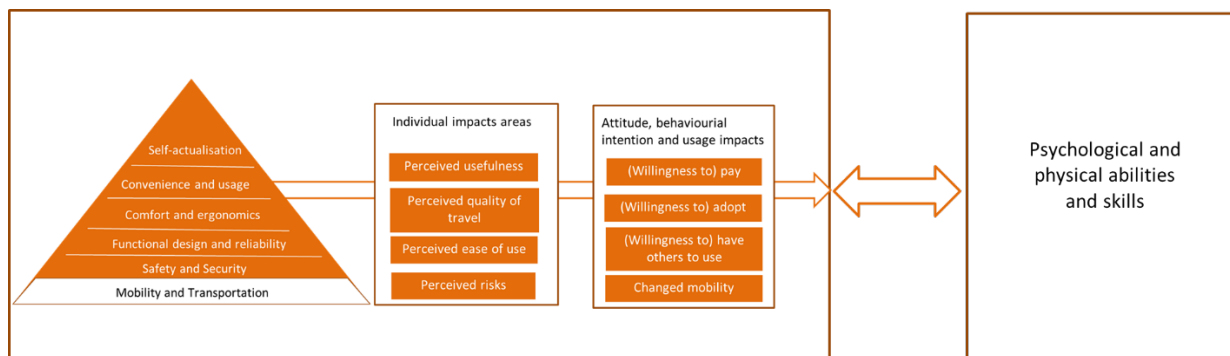 Self-actualisation
Convenience and usage
Comfort and ergonomics
Functional design and reliability
Safety and Security
Mobility and Transportation
Individual impacts areas
Perceived usefulness
Perceived quality of
travel
Perceived ease of use
Perceived risks
Attitude, behaviourial
intention and usage impacts
(Willingness to) pay
(Willingness to) adopt
(Willingness to) have
others to use
Changed mobility
Psychological and
physical abilities
and skills